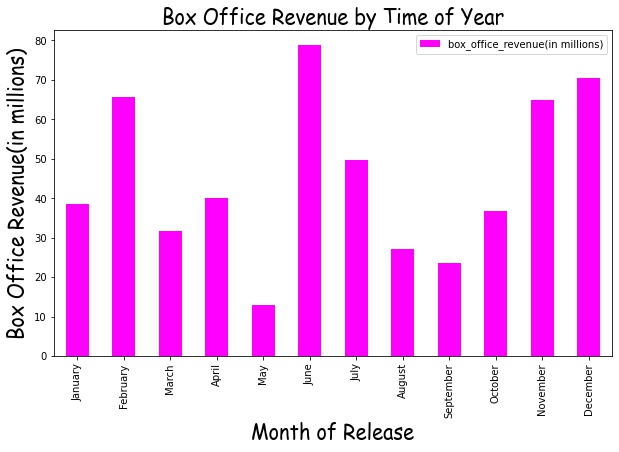 Box Office Revenue by Time of Year
box_office_revenue(in millions)
Box Office Revenue(in millions)
80
70
60
50
40
30
20
10
0
January
February
March
April
May
June
July
August
September
October
November
December
Month of Release